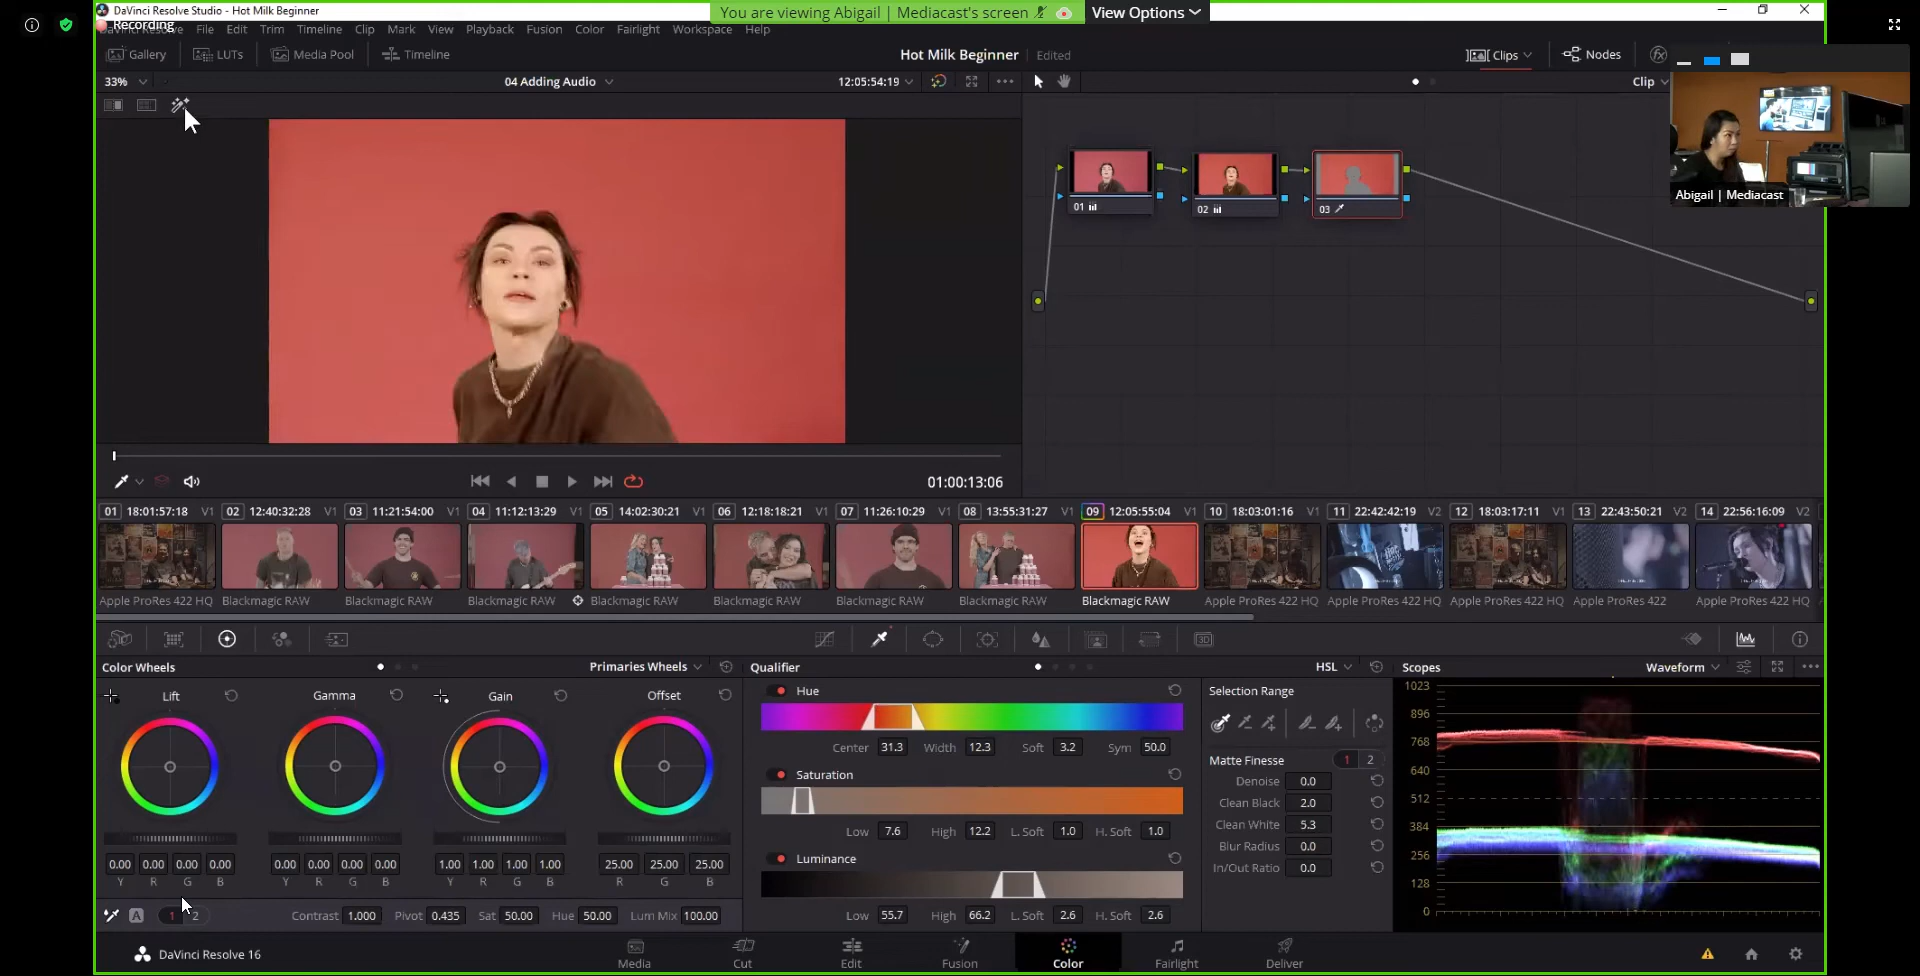 DaVinci Resolve Studio - Hot Milk Beginner
You are viewing Abigail | Mediacast's screen
View Options
Recording
DaVinci Resolve File Edit Trim Timeline Clip Mark View Playback Fusion Color Fairlight Workspace Help
Gallery LUTs Media Pool Timeline
Hot Milk Beginner Edited
Clips Nodes
33% 04 Adding Audio 12:05:54:19
Clip
01 02 03
Abigail | Mediacast
01:00:13:06
01 18:01:57:18 V1 02 12:40:32:28 V1 03 11:21:54:00 V1 04 11:12:13:29 V1 05 14:02:30:21 V1 06 12:18:18:21 V1 07 11:26:10:29 V1 08 13:55:31:27 V1 09 12:05:55:04 V1 10 18:03:01:16 V1 11 22:42:42:19 V2 12 18:03:17:11 V1 13 22:43:50:21 V2 14 22:56:16:09 V2
Apple ProRes 422 HQ Blackmagic RAW Blackmagic RAW Blackmagic RAW Blackmagic RAW Blackmagic RAW Blackmagic RAW Blackmagic RAW Blackmagic RAW Apple ProRes 422 HQ Apple ProRes 422 HQ Apple ProRes 422 HQ Apple ProRes 422 Apple ProRes 422 HQ
3D
Color Wheels Primaries Wheels
Lift Gamma Gain Offset
0.00 0.00 0.00 0.00 0.00 0.00 0.00 0.00 1.00 1.00 1.00 1.00 25.00 25.00 25.00
Y R G B Y R G B Y R G B R G B
A 1 2 Contrast 1.000 Pivot 0.435 Sat 50.00 Hue 50.00 Lum Mix 100.00
Qualifier HSL
Hue
Center 31.3 Width 12.3 Soft 3.2 Sym 50.0
Saturation
Low 7.6 High 12.2 L. Soft 1.0 H. Soft 1.0
Luminance
Low 55.7 High 66.2 L. Soft 2.6 H. Soft 2.6
Selection Range
Matte Finesse 1 2
Denoise 0.0
Clean Black 2.0
Clean White 5.3
Blur Radius 0.0
In/Out Ratio 0.0
Scopes Waveform
1023
896
768
640
512
384
256
128
0
DaVinci Resolve 16
Media Cut Edit Fusion Color Fairlight Deliver